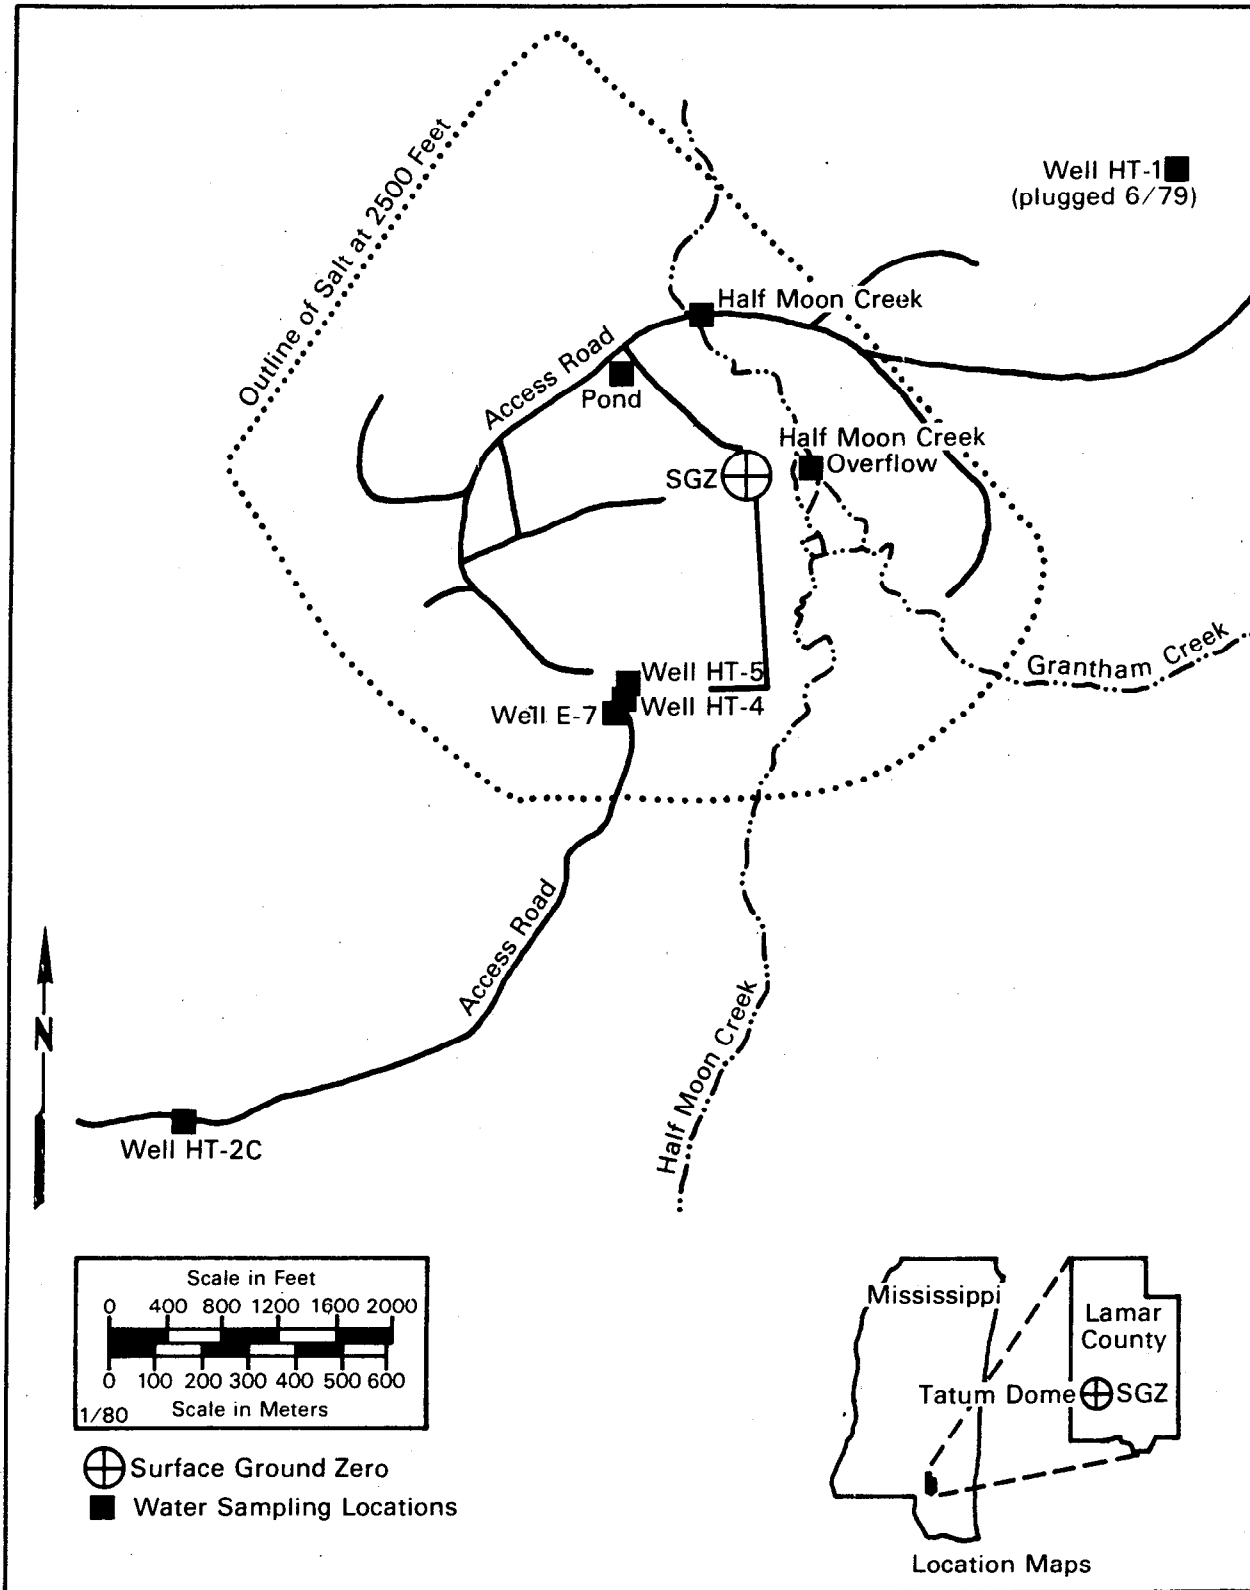 Outline of Salt at 2500 Feet
Well HT-1
(plugged 6/79)
Half Moon Creek
Access Road
Pond
Half Moon Creek
Overflow
SGZ
Grantham Creek
Well HT-5
Well HT-4
Well E-7
Access Road
Half Moon Creek
N
Well HT-2C
Scale in Feet
0 400 800 1200 1600 2000
0 100 200 300 400 500 600
1/80 Scale in Meters
Surface Ground Zero
Water Sampling Locations
Mississippi
Lamar
County
Tatum Dome SGZ
Location Maps